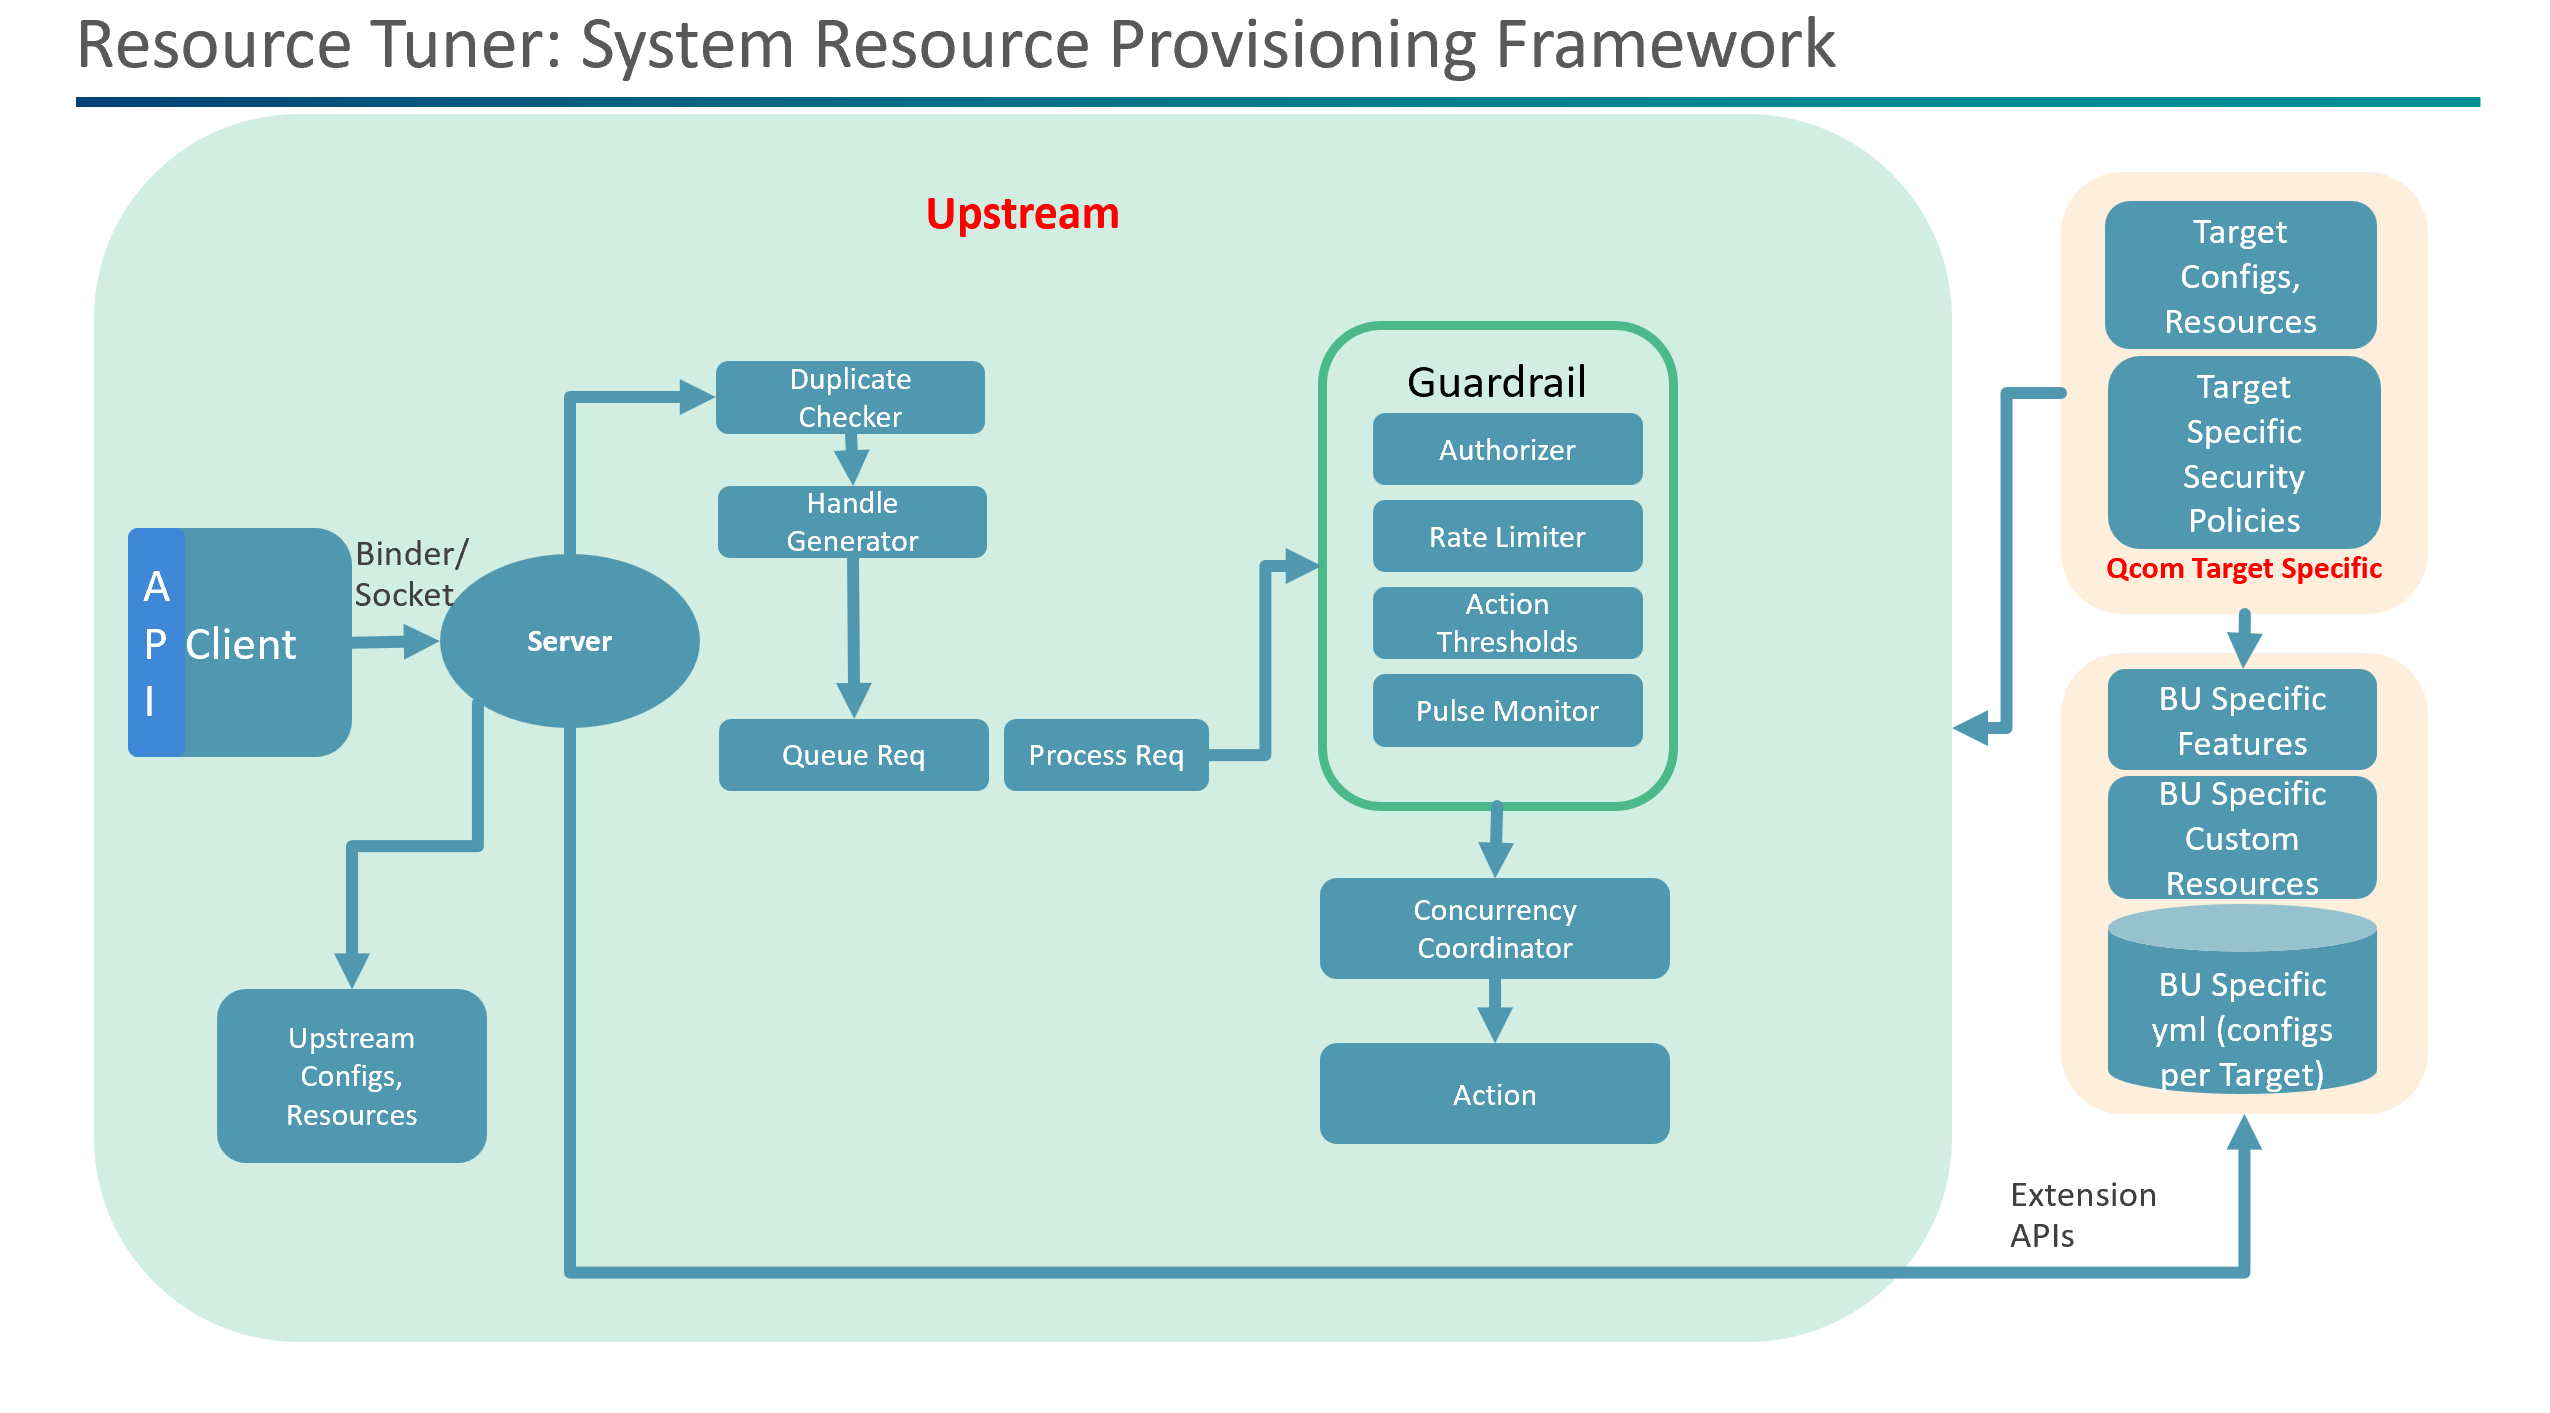 Resource Tuner: System Resource Provisioning Framework
Upstream
A
P
I
Client
Binder/
Socket
Server
Duplicate
Checker
Handle
Generator
Queue Req
Process Req
Guardrail
Authorizer
Rate Limiter
Action
Thresholds
Pulse Monitor
Concurrency
Coordinator
Action
Upstream
Configs,
Resources
Target
Configs,
Resources
Target
Specific
Security
Policies
Qcom Target Specific
BU Specific
Features
BU Specific
Custom
Resources
BU Specific
yml (configs
per Target)
Extension
APIs